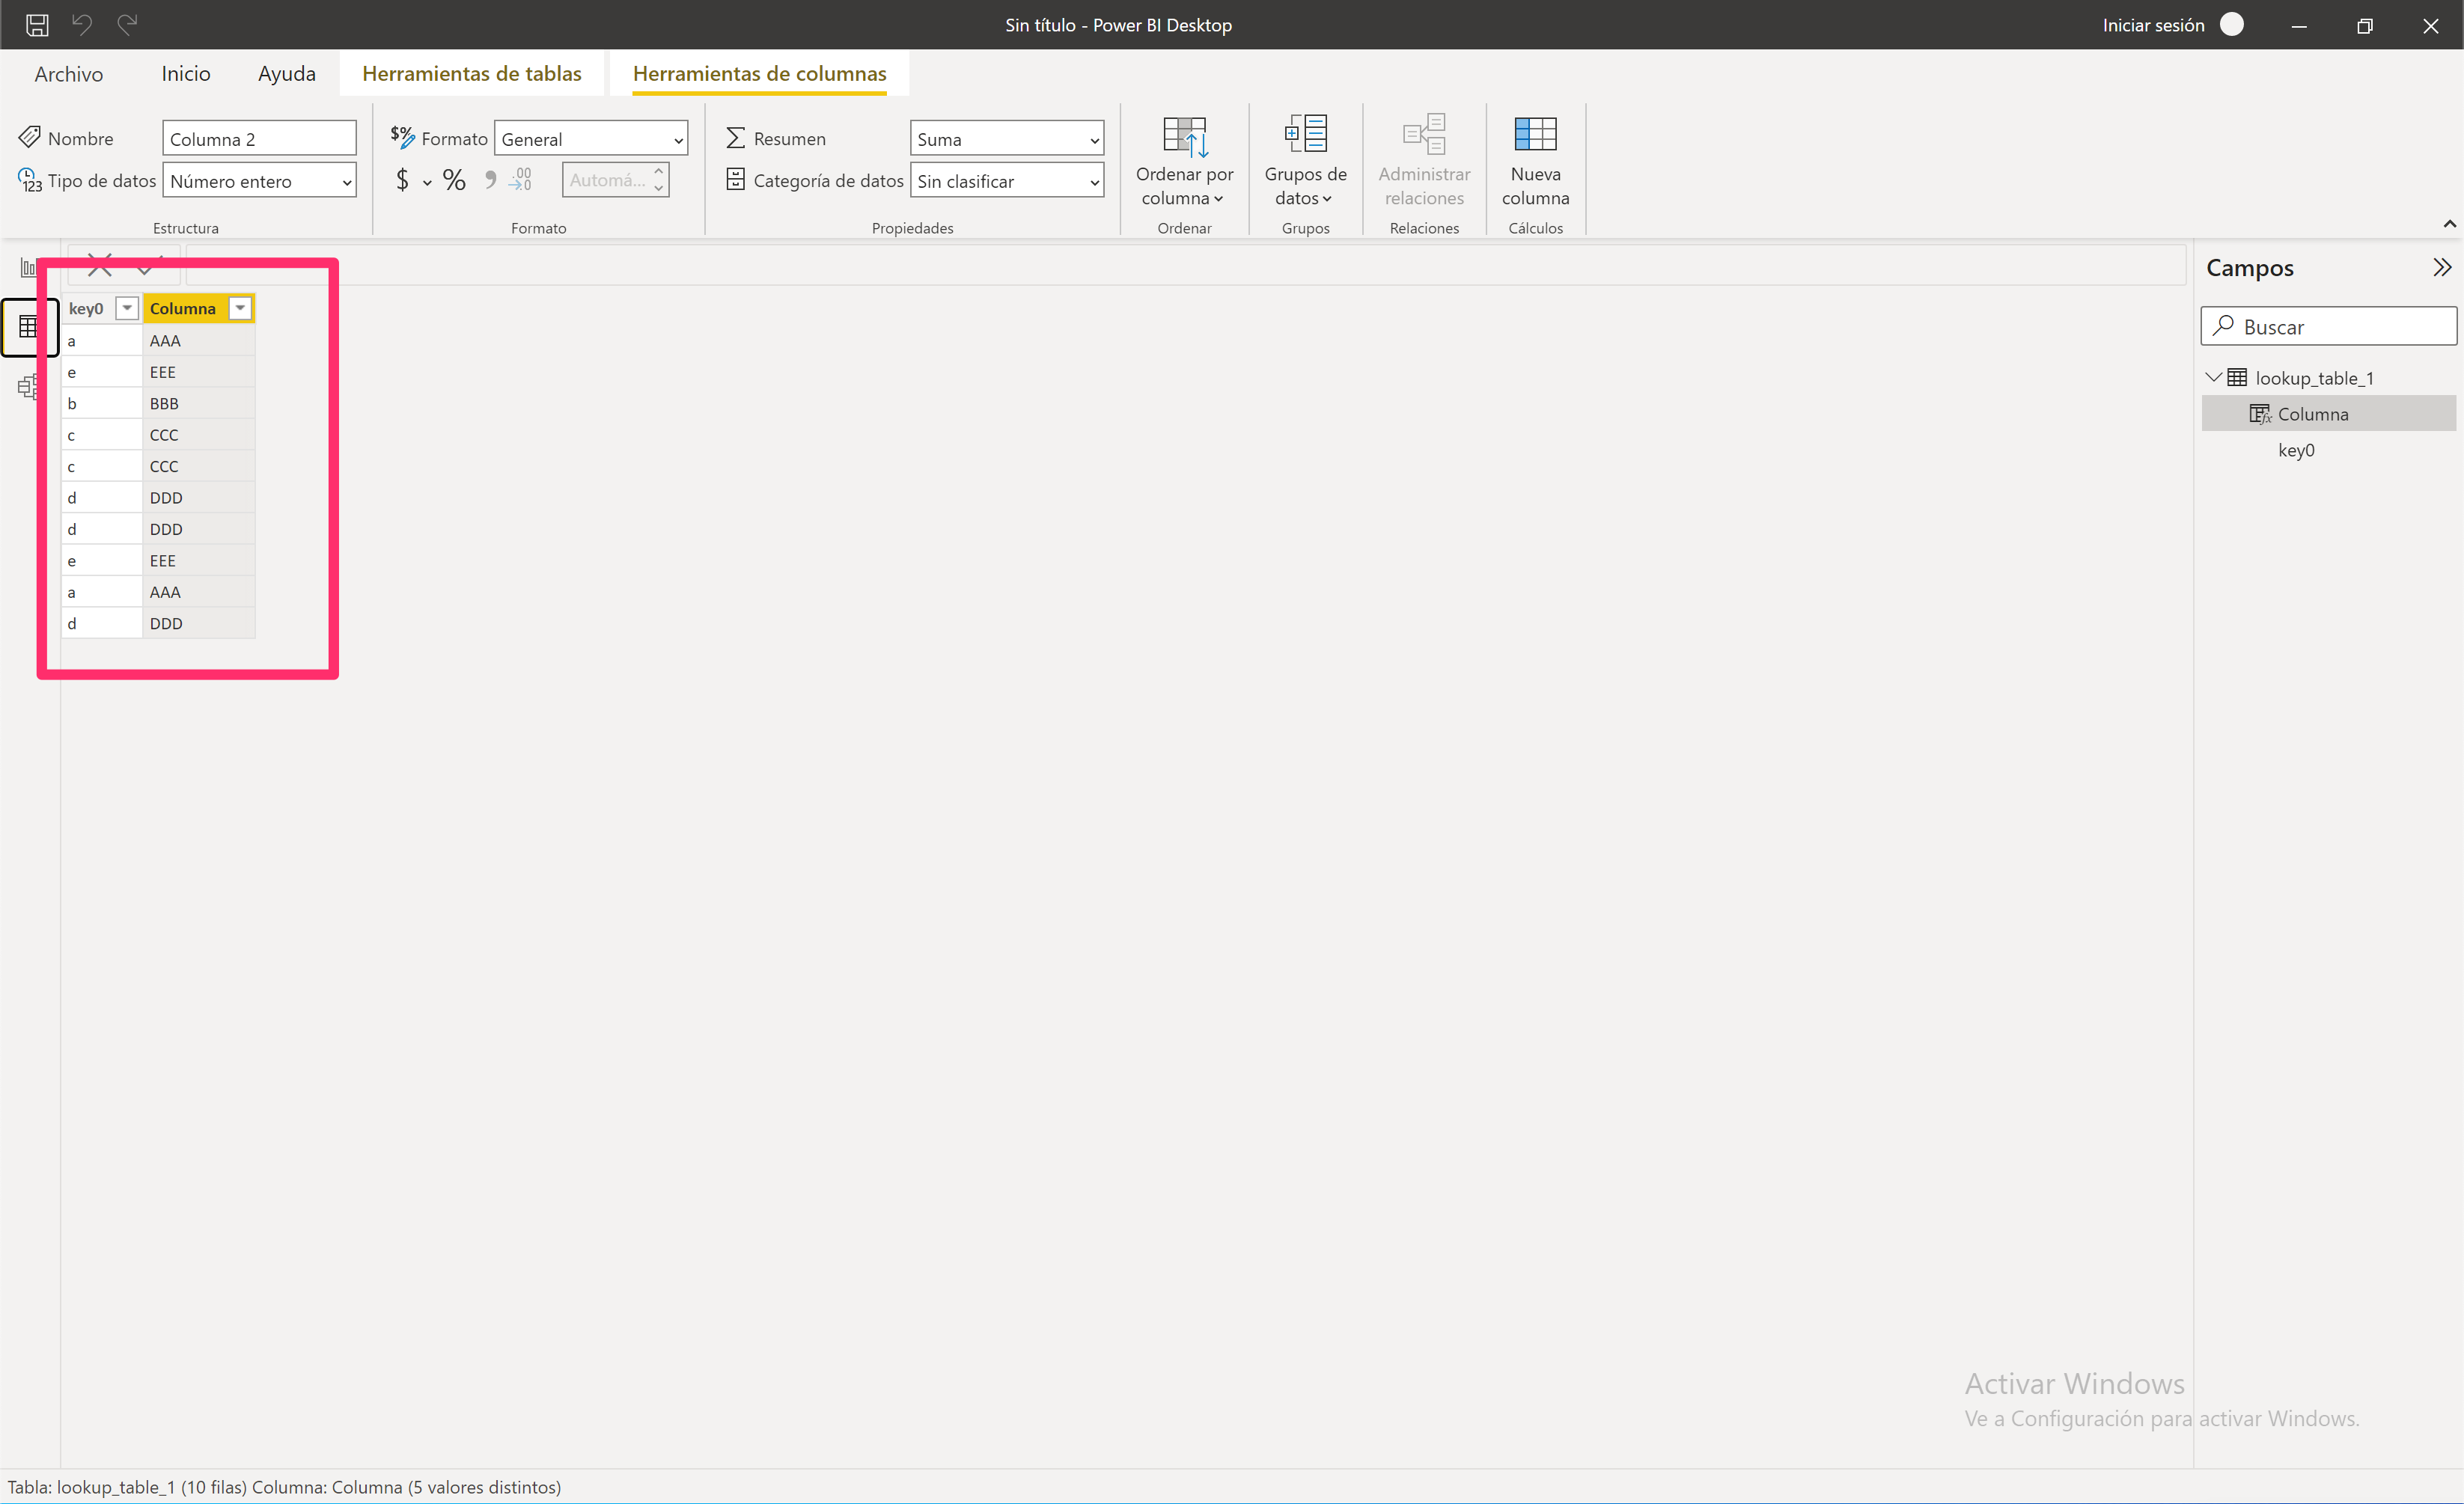 Sin título - Power BI Desktop
Iniciar sesión
Archivo Inicio Ayuda Herramientas de tablas Herramientas de columnas
Nombre Columna 2
Tipo de datos Número entero
Estructura
$% Formato General
$ % 9 .00 →.0 Automá...
Formato
Resumen Suma
Categoría de datos Sin clasificar
Propiedades
Ordenar por
columna
Ordenar
Grupos de
datos
Grupos
Administrar
relaciones
Relaciones
Nueva
columna
Cálculos
key0 Columna
a AAA
e EEE
b BBB
c CCC
c CCC
d DDD
d DDD
e EEE
a AAA
d DDD
Campos
Buscar
lookup_table_1
Columna
key0
Activar Windows
Ve a Configuración para activar Windows.
Tabla: lookup_table_1 (10 filas) Columna: Columna (5 valores distintos)